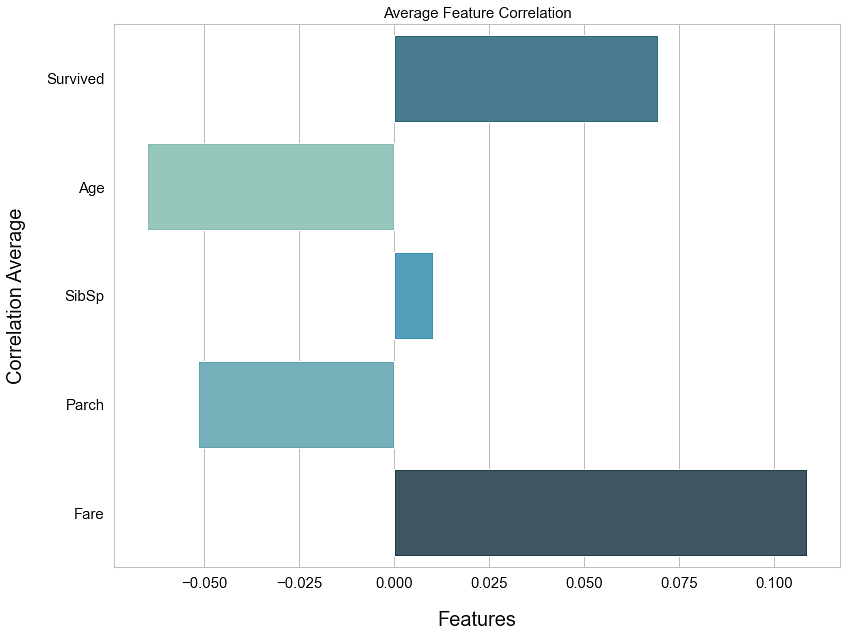 Average Feature Correlation
Correlation Average
Survived
Age
SibSp
Parch
Fare
−0.050
−0.025
0.000
0.025
0.050
0.075
0.100
Features